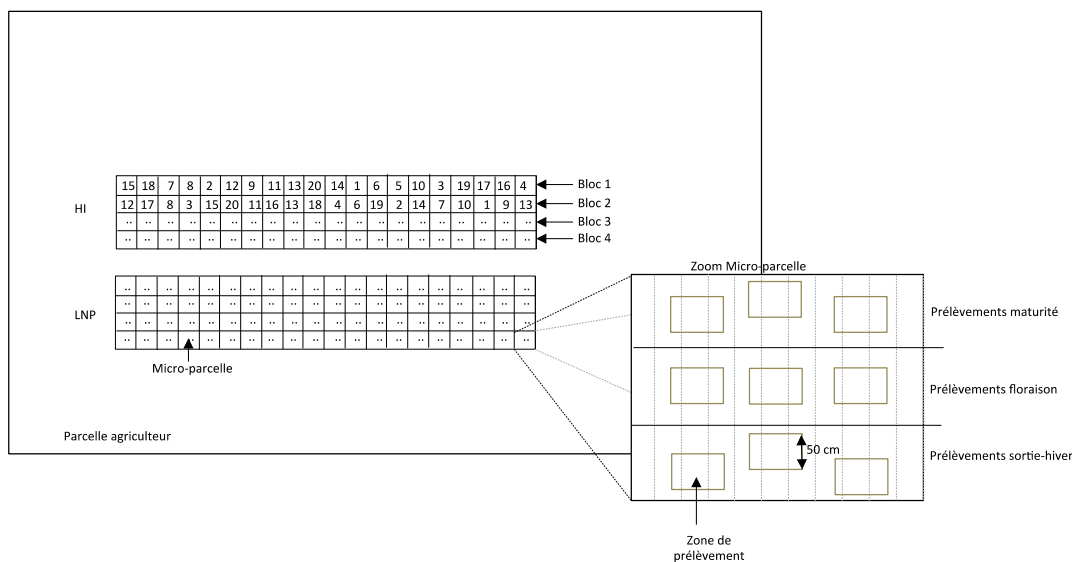 15 18 7 8 2 12 9 11 13 20 14 1 6 5 10 3 19 17 16 4 Bloc 1
HI
12 17 8 3 15 20 11 16 13 18 4 6 19 2 14 7 10 1 9 13 Bloc 2
.. .. .. .. .. .. .. .. .. .. .. .. .. .. .. .. .. .. .. .. Bloc 3
.. .. .. .. .. .. .. .. .. .. .. .. .. .. .. .. .. .. .. .. Bloc 4
.. .. .. .. .. .. .. .. .. .. .. .. .. .. .. .. .. .. .. ..
.. .. .. .. .. .. .. .. .. .. .. .. .. .. .. .. .. .. .. ..
LNP
.. .. .. .. .. .. .. .. .. .. .. .. .. .. .. .. .. .. .. ..
.. .. .. .. .. .. .. .. .. .. .. .. .. .. .. .. .. .. .. ..
Micro-parcelle
Parcelle agriculteur
Zoom Micro-parcelle
Prélèvements maturité
Prélèvements floraison
50 cm
Prélèvements sortie-hiver
Zone de
prélèvement